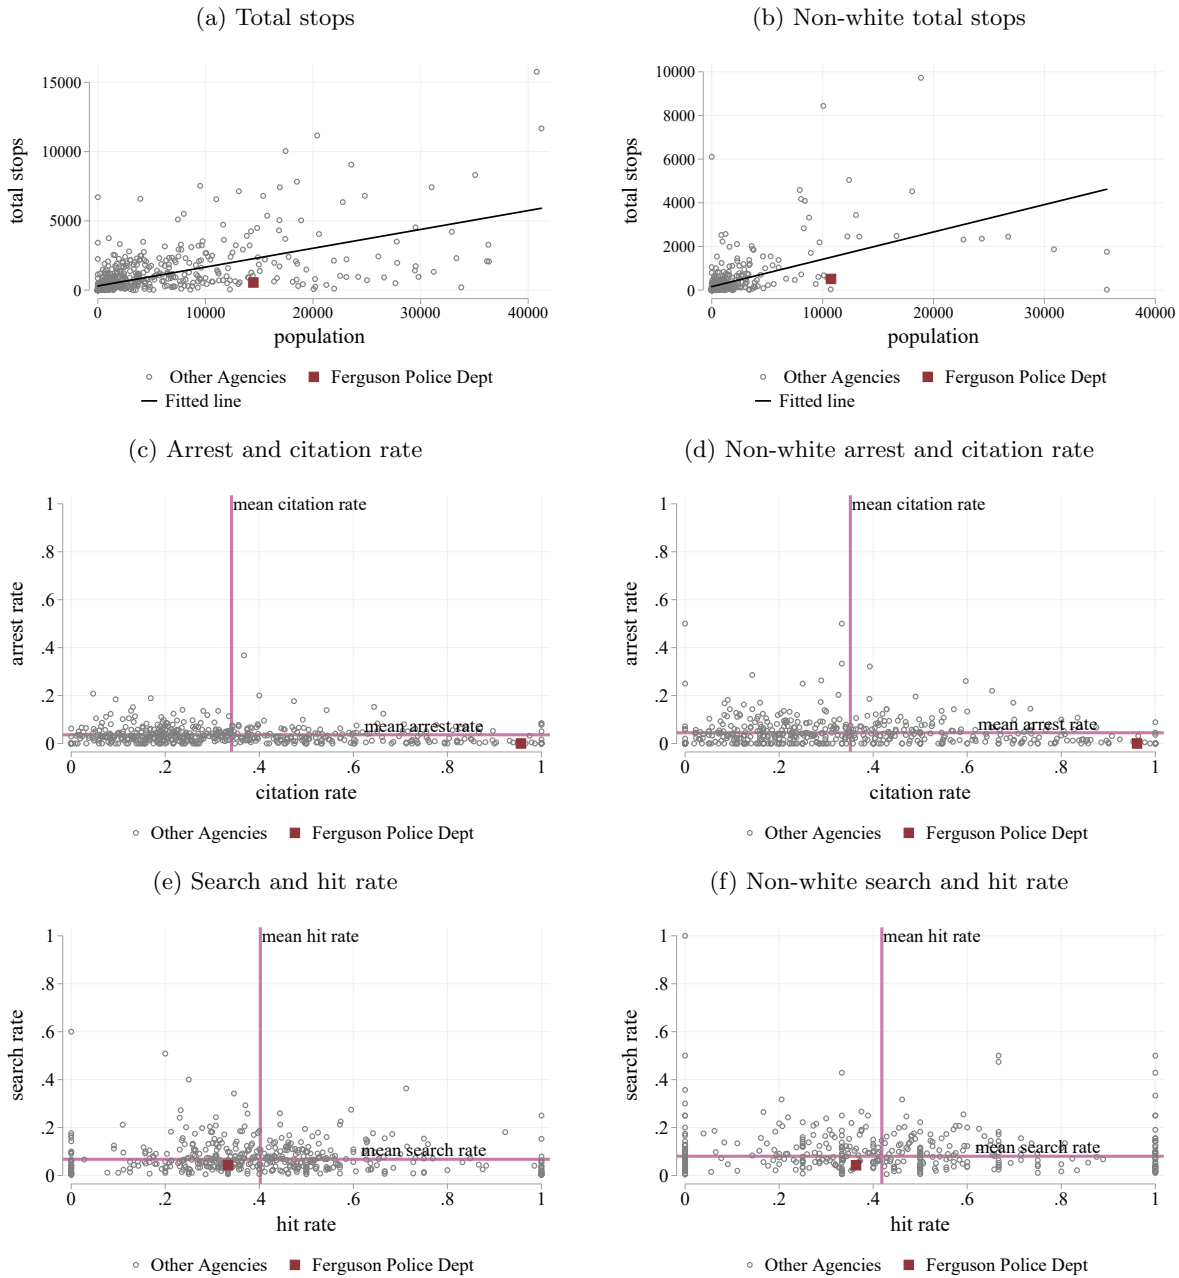 (a) Total stops
(b) Non-white total stops
15000
10000
5000
0
total stops
0 10000 20000 30000 40000
population
Other Agencies Ferguson Police Dept
Fitted line
10000
8000
6000
4000
2000
0
total stops
0 10000 20000 30000 40000
population
Other Agencies Ferguson Police Dept
Fitted line
(c) Arrest and citation rate
(d) Non-white arrest and citation rate
1
.8
.6
.4
.2
0
arrest rate
mean citation rate
mean arrest rate
0 .2 .4 .6 .8 1
citation rate
Other Agencies Ferguson Police Dept
1
.8
.6
.4
.2
0
arrest rate
mean citation rate
mean arrest rate
0 .2 .4 .6 .8 1
citation rate
Other Agencies Ferguson Police Dept
(e) Search and hit rate
(f) Non-white search and hit rate
1
.8
.6
.4
.2
0
search rate
mean hit rate
mean search rate
0 .2 .4 .6 .8 1
hit rate
Other Agencies Ferguson Police Dept
1
.8
.6
.4
.2
0
search rate
mean hit rate
mean search rate
0 .2 .4 .6 .8 1
hit rate
Other Agencies Ferguson Police Dept